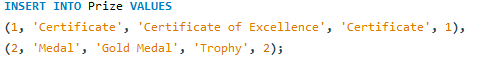 INSERT INTO Prize VALUES
(1, 'Certificate', 'Certificate of Excellence', 'Certificate', 1),
(2, 'Medal', 'Gold Medal', 'Trophy', 2);